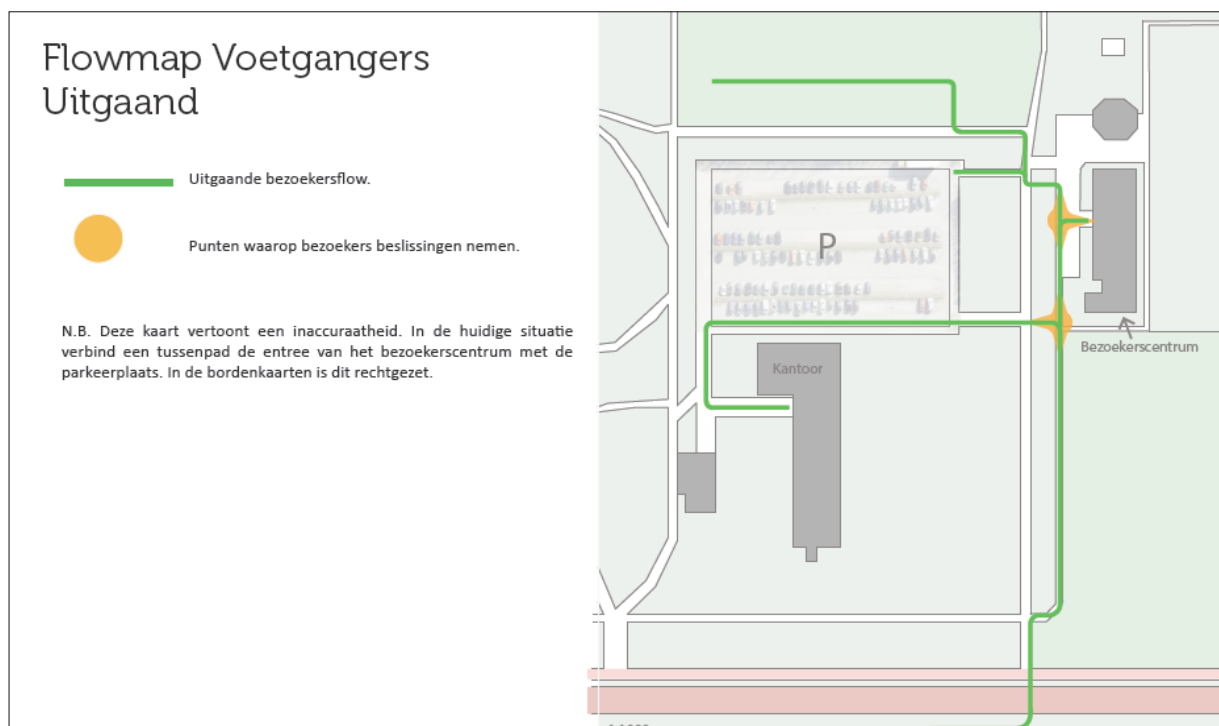 Flowmap Voetgangers
Uitgaand
Uitgaande bezoekersflow.
Punten waarop bezoekers beslissingen nemen.
N.B. Deze kaart vertoont een inaccuraatheid. In de huidige situatie
verbind een tussenpad de entree van het bezoekerscentrum met de
parkeerplaats. In de bordenkaarten is dit rechtgezet.
P
Bezoekerscentrum
Kantoor